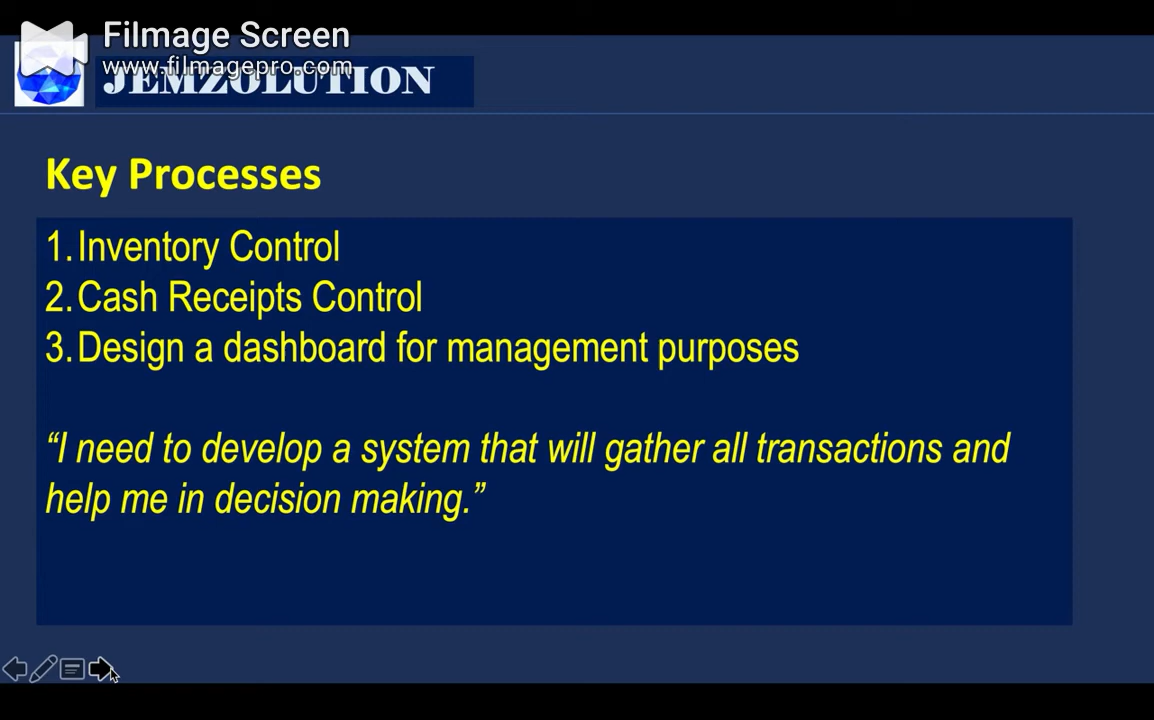 Filmage Screen
www.filmagepro.com
JEMZOLUTION
Key Processes
1. Inventory Control
2. Cash Receipts Control
3. Design a dashboard for management purposes
“I need to develop a system that will gather all transactions and
help me in decision making.”